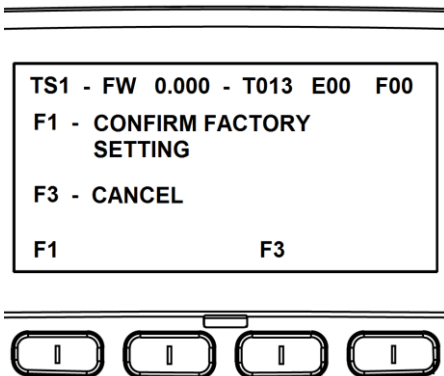 TS1 - FW 0.000 - T013 E00 F00
F1 - CONFIRM FACTORY
SETTING
F3 - CANCEL
F1 F3